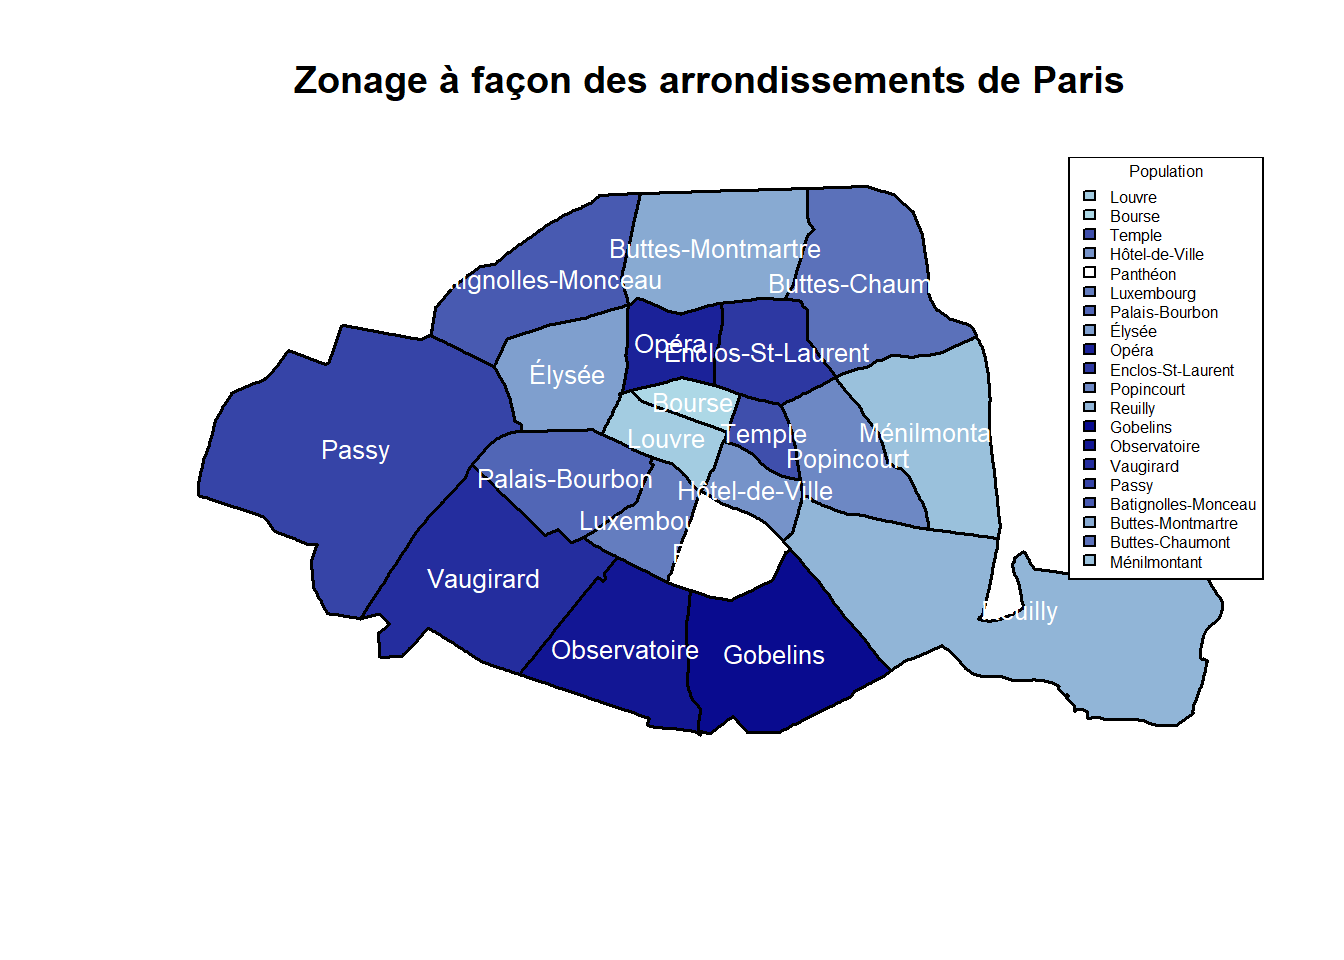 Zonage à façon des arrondissements de Paris
Population
Louvre
Bourse
Temple
Hôtel-de-Ville
Panthéon
Luxembourg
Palais-Bourbon
Élysée
Opéra
Enclos-St-Laurent
Popincourt
Reuilly
Gobelins
Observatoire
Vaugirard
Passy
Batignolles-Monceau
Buttes-Montmartre
Buttes-Chaumont
Ménilmontant
Buttes-Montmartre
tignolles-Monceau
Buttes-Chaum
Opéra
Enclos-St-Laurent
Élysée
Bourse
Louvre
Temple
Ménilmonta
Passy
Popincourt
Palais-Bourbon
Hôtel-de-Ville
Luxembou
Vaugirard
Reuilly
Observatoire
Gobelins